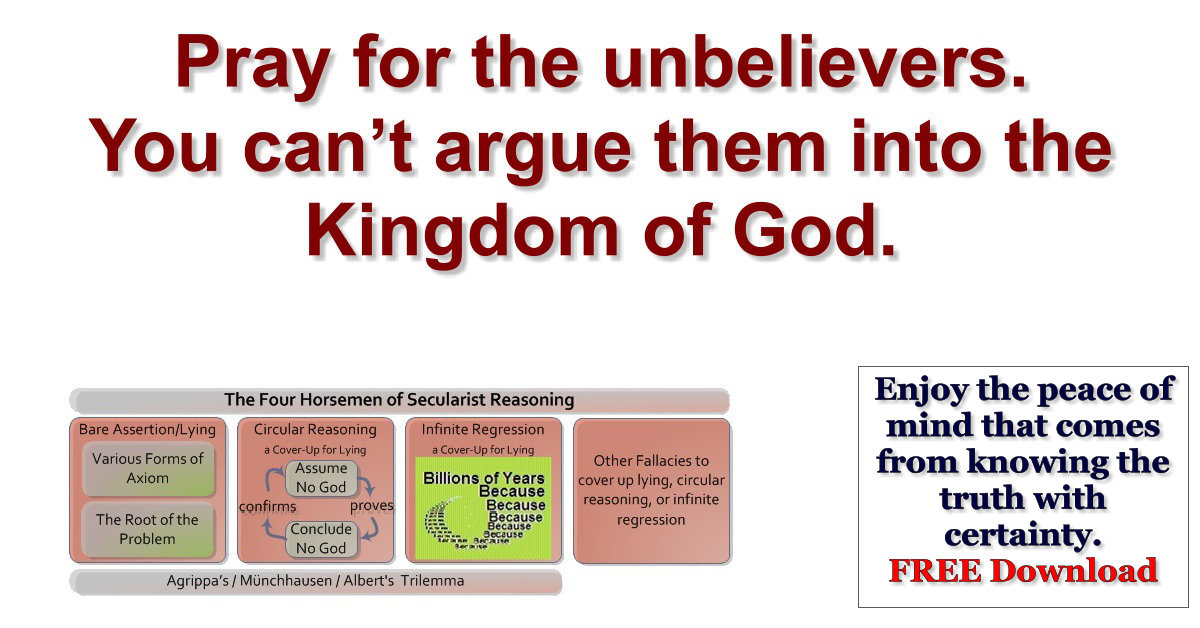 Pray for the unbelievers.
You can’t argue them into the
Kingdom of God.
The Four Horsemen of Secularist Reasoning
Bare Assertion/Lying
Various Forms of
Axiom
The Root of the
Problem
Circular Reasoning
a Cover-Up for Lying
Assume
No God
confirms
proves
Conclude
No God
Infinite Regression
a Cover-Up for Lying
Billions of Years
Because
Because
Because
Because
Because
Because
Because
Because
Other Fallacies to
cover up lying, circular
reasoning, or infinite
regression
Agrippa’s / Münchhausen / Albert's Trilemma
Enjoy the peace of
mind that comes
from knowing the
truth with
certainty.
FREE Download